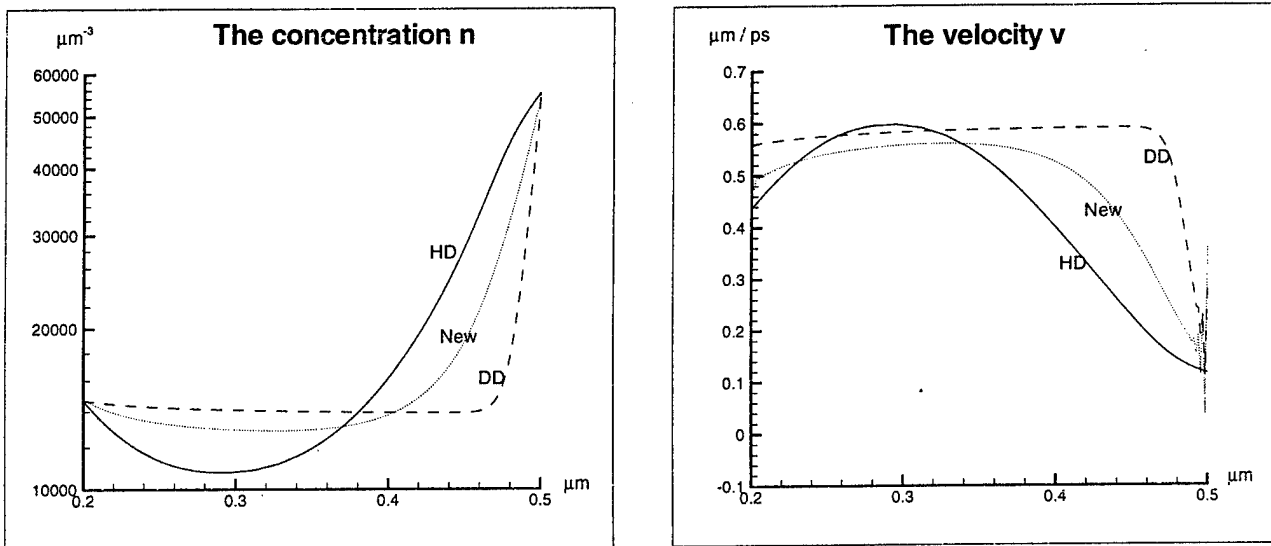 The concentration n
μm⁻³
60000
50000
40000
30000
20000
10000
HD
New
DD
0.2
0.3
0.4
0.5
μm
The velocity v
μm / ps
0.7
0.6
0.5
0.4
0.3
0.2
0.1
0
-0.1
DD
New
HD
0.2
0.3
0.4
0.5
μm